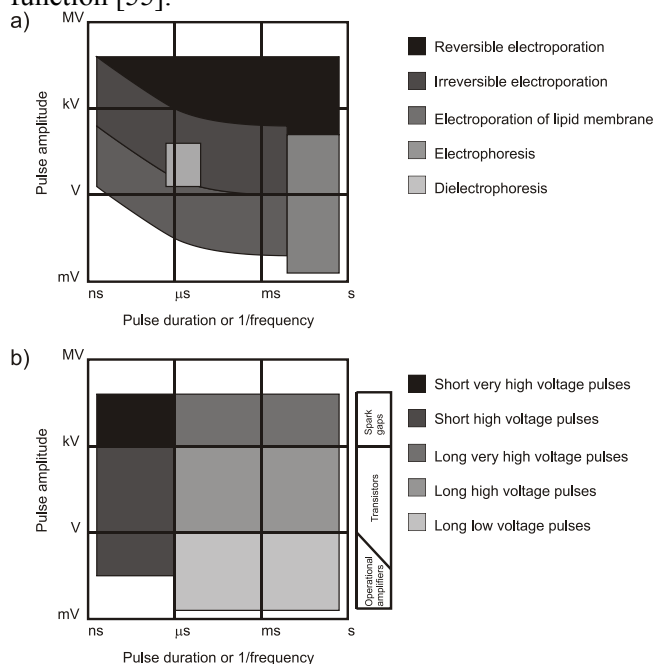 function [55].
a)
MV
kV
V
mV
Pulse amplitude
ns
µs
ms
s
Pulse duration or 1/frequency
Reversible electroporation
Irreversible electroporation
Electroporation of lipid membrane
Electrophoresis
Dielectrophoresis
b)
MV
kV
V
mV
Pulse amplitude
ns
µs
ms
s
Pulse duration or 1/frequency
Spark
gaps
Transistors
Operational
amplifiers
Short very high voltage pulses
Short high voltage pulses
Long very high voltage pulses
Long high voltage pulses
Long low voltage pulses